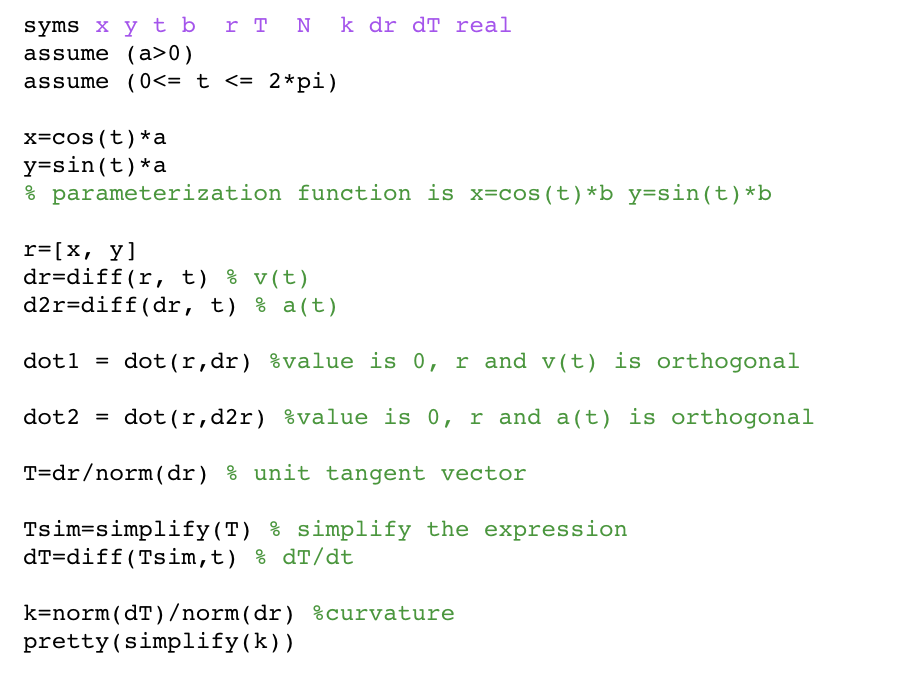 syms x y t b  r T  N  k dr dT real
assume (a>0)
assume (0<= t <= 2*pi)
x=cos(t)*a
y=sin(t)*a
% parameterization function is x=cos(t)*b y=sin(t)*b
r=[x, y]
dr=diff(r, t) % v(t)
d2r=diff(dr, t) % a(t)
dot1 = dot(r,dr) %value is 0, r and v(t) is orthogonal
dot2 = dot(r,d2r) %value is 0, r and a(t) is orthogonal
T=dr/norm(dr) % unit tangent vector
Tsim=simplify(T) % simplify the expression
dT=diff(Tsim,t) % dT/dt
k=norm(dT)/norm(dr) %curvature
pretty(simplify(k))